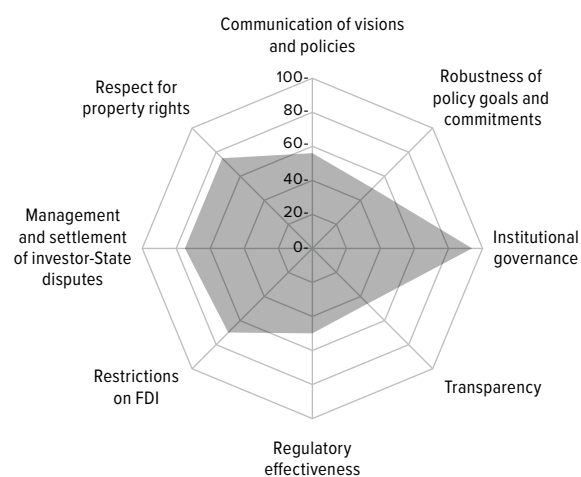 Communication of visions
and policies
Respect for
property rights
Robustness of
policy goals and
commitments
100-
80-
60-
40-
20-
0-
Management
and settlement
of investor-State
disputes
Institutional
governance
Restrictions
on FDI
Transparency
Regulatory
effectiveness